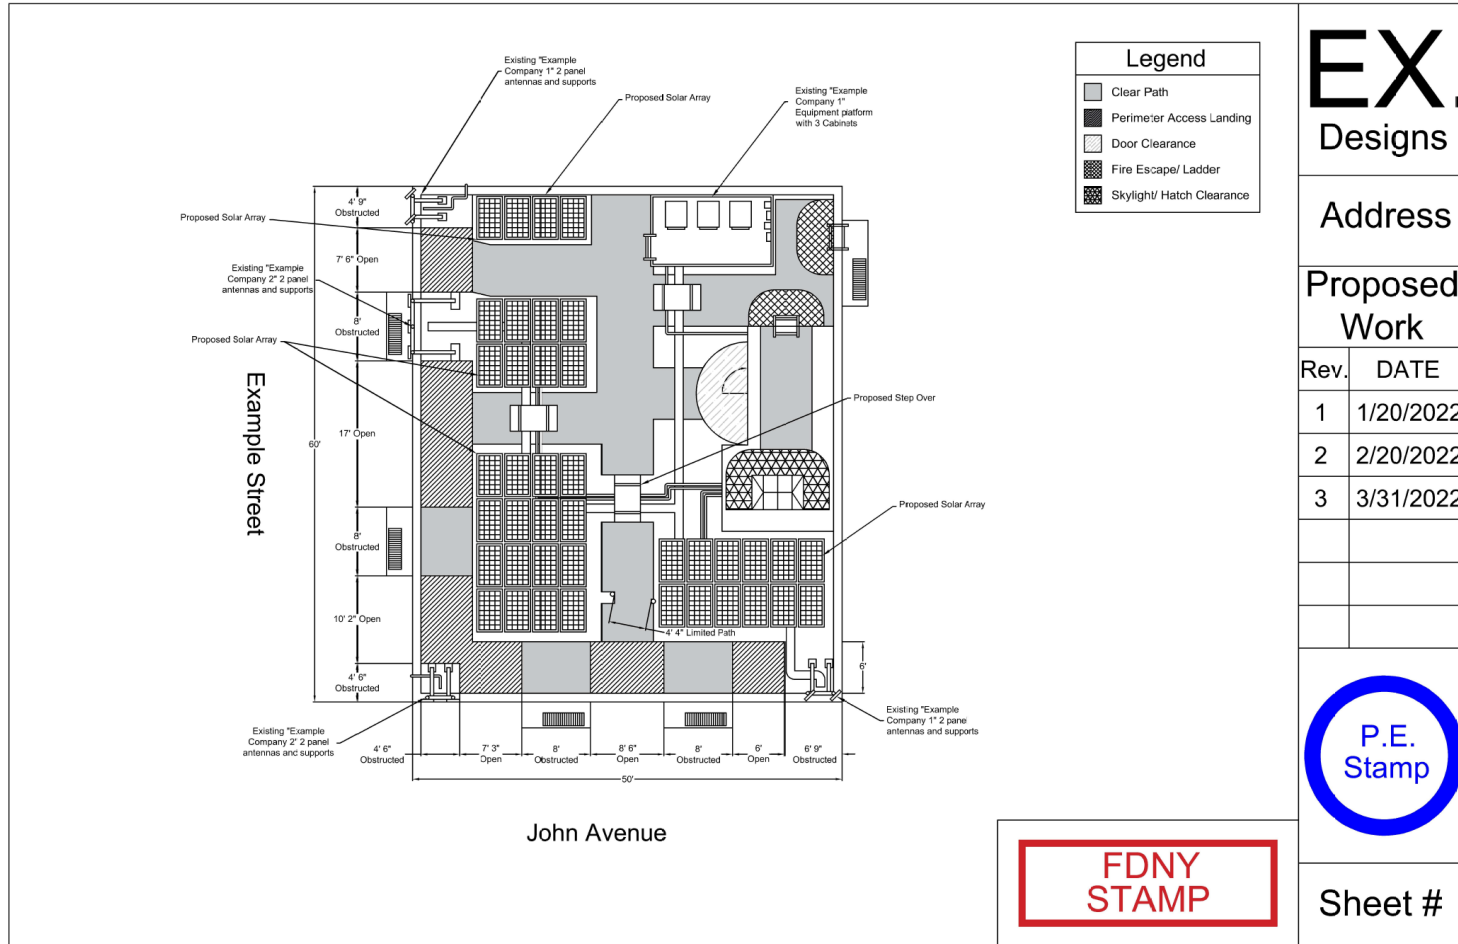 Existing "Example
Company 1" 2 panel
antennas and supports
Proposed Solar Array
Existing "Example
Company 1"
Equipment platform
with 3 Cabinets
Legend
Clear Path
Perimeter Access Landing
Door Clearance
Fire Escape/ Ladder
Skylight/ Hatch Clearance
EX.
Designs
Address
Proposed
Work
Rev. DATE
1 1/20/2022
2 2/20/2022
3 3/31/2022
P.E.
Stamp
Sheet #
FDNY
STAMP
4' 9"
Obstructed
Proposed Solar Array
7' 6" Open
Existing "Example
Company 2" 2 panel
antennas and supports
8'
Obstructed
Proposed Solar Array
17' Open
60'
Example Street
8'
Obstructed
10' 2" Open
4' 6"
Obstructed
Proposed Step Over
Proposed Solar Array
4' 4" Limited Path
6'
Existing "Example
Company 2' 2 panel
antennas and supports
Existing "Example
Company 1" 2 panel
antennas and supports
4' 6"
Obstructed
7' 3"
Open
8'
Obstructed
8' 6"
Open
8'
Obstructed
6'
Open
6' 9"
Obstructed
50'
John Avenue